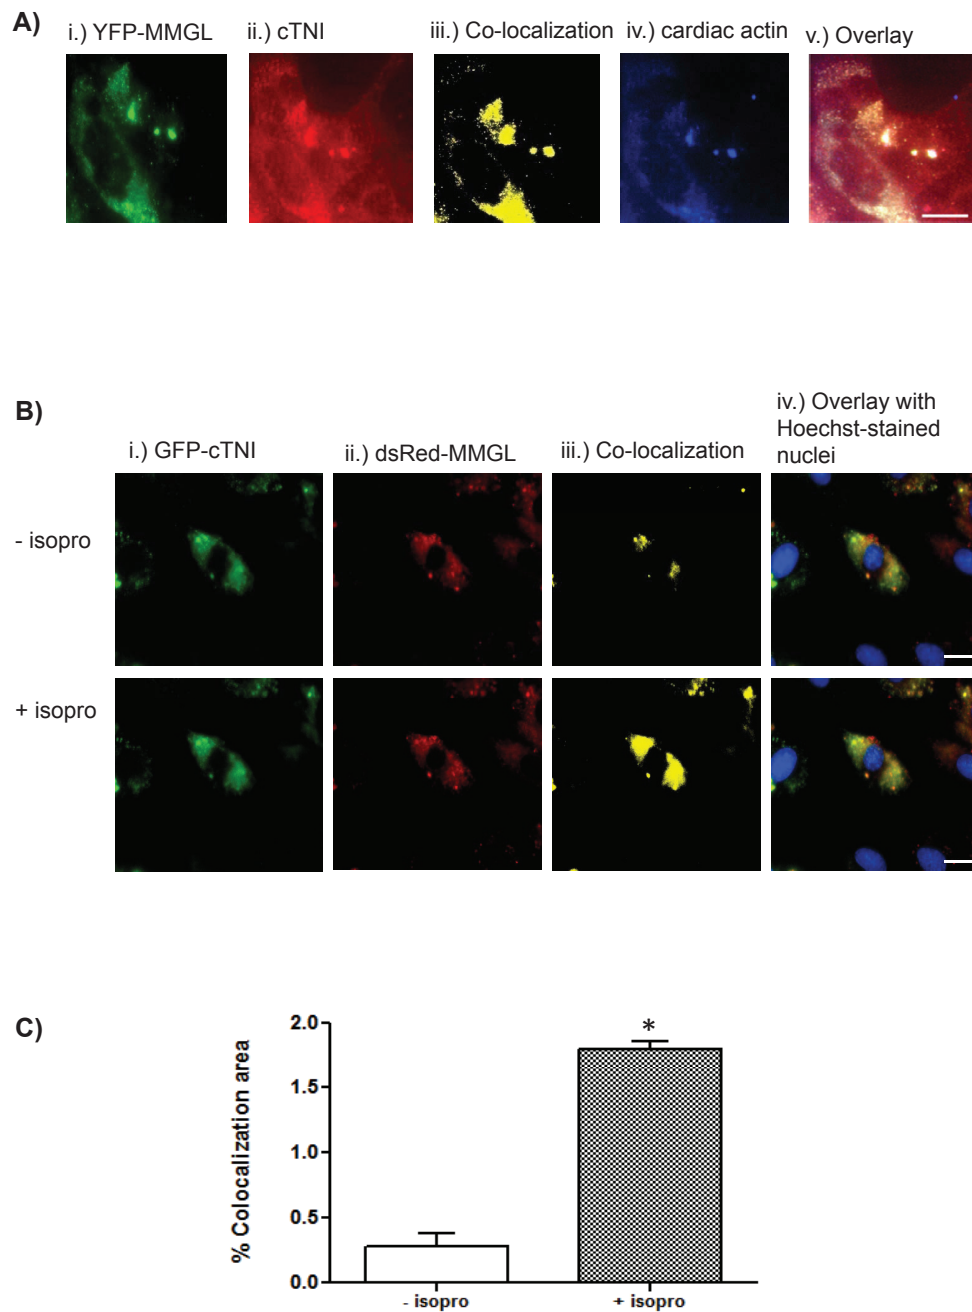 A)
i.) YFP-MMGL
ii.) cTNI
iii.) Co-localization
iv.) cardiac actin
v.) Overlay
B)
i.) GFP-cTNI
ii.) dsRed-MMGL
iii.) Co-localization
iv.) Overlay with
Hoechst-stained
nuclei
- isopro
+ isopro
C)
% Colocalization area
2.0
1.5
1.0
0.5
0.0
*
- isopro
+ isopro